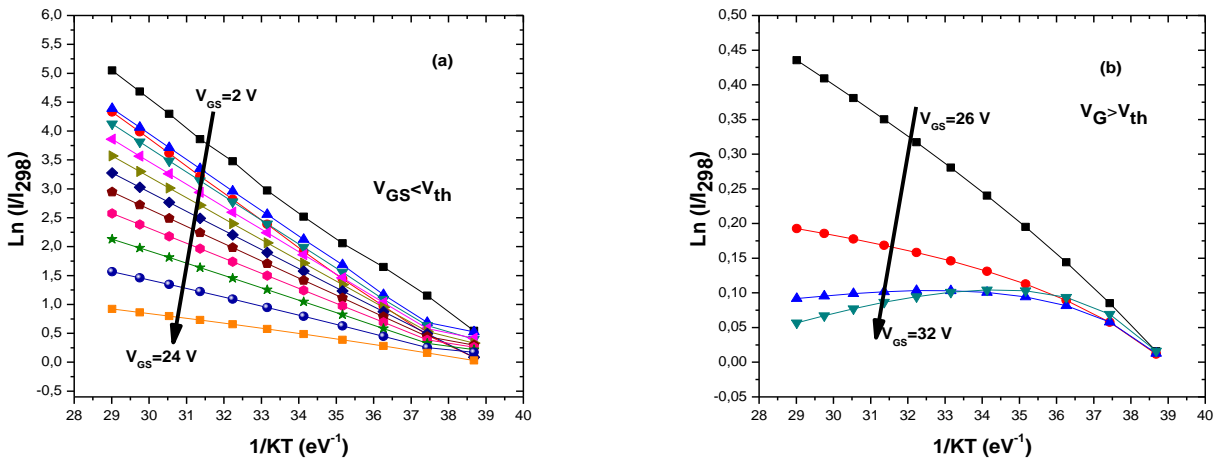 6,0
5,5
5,0
4,5
4,0
3,5
3,0
2,5
2,0
1,5
1,0
0,5
0,0
-0,5
Ln (I/I298)
28 29 30 31 32 33 34 35 36 37 38 39 40
1/KT (eV-1)
(a)
VGS=2 V
VGS<Vth
VGS=24 V
0,50
0,45
0,40
0,35
0,30
0,25
0,20
0,15
0,10
0,05
0,00
-0,05
Ln (I/I298)
28 29 30 31 32 33 34 35 36 37 38 39 40
1/KT (eV-1)
(b)
VGS=26 V
VG>Vth
VGS=32 V